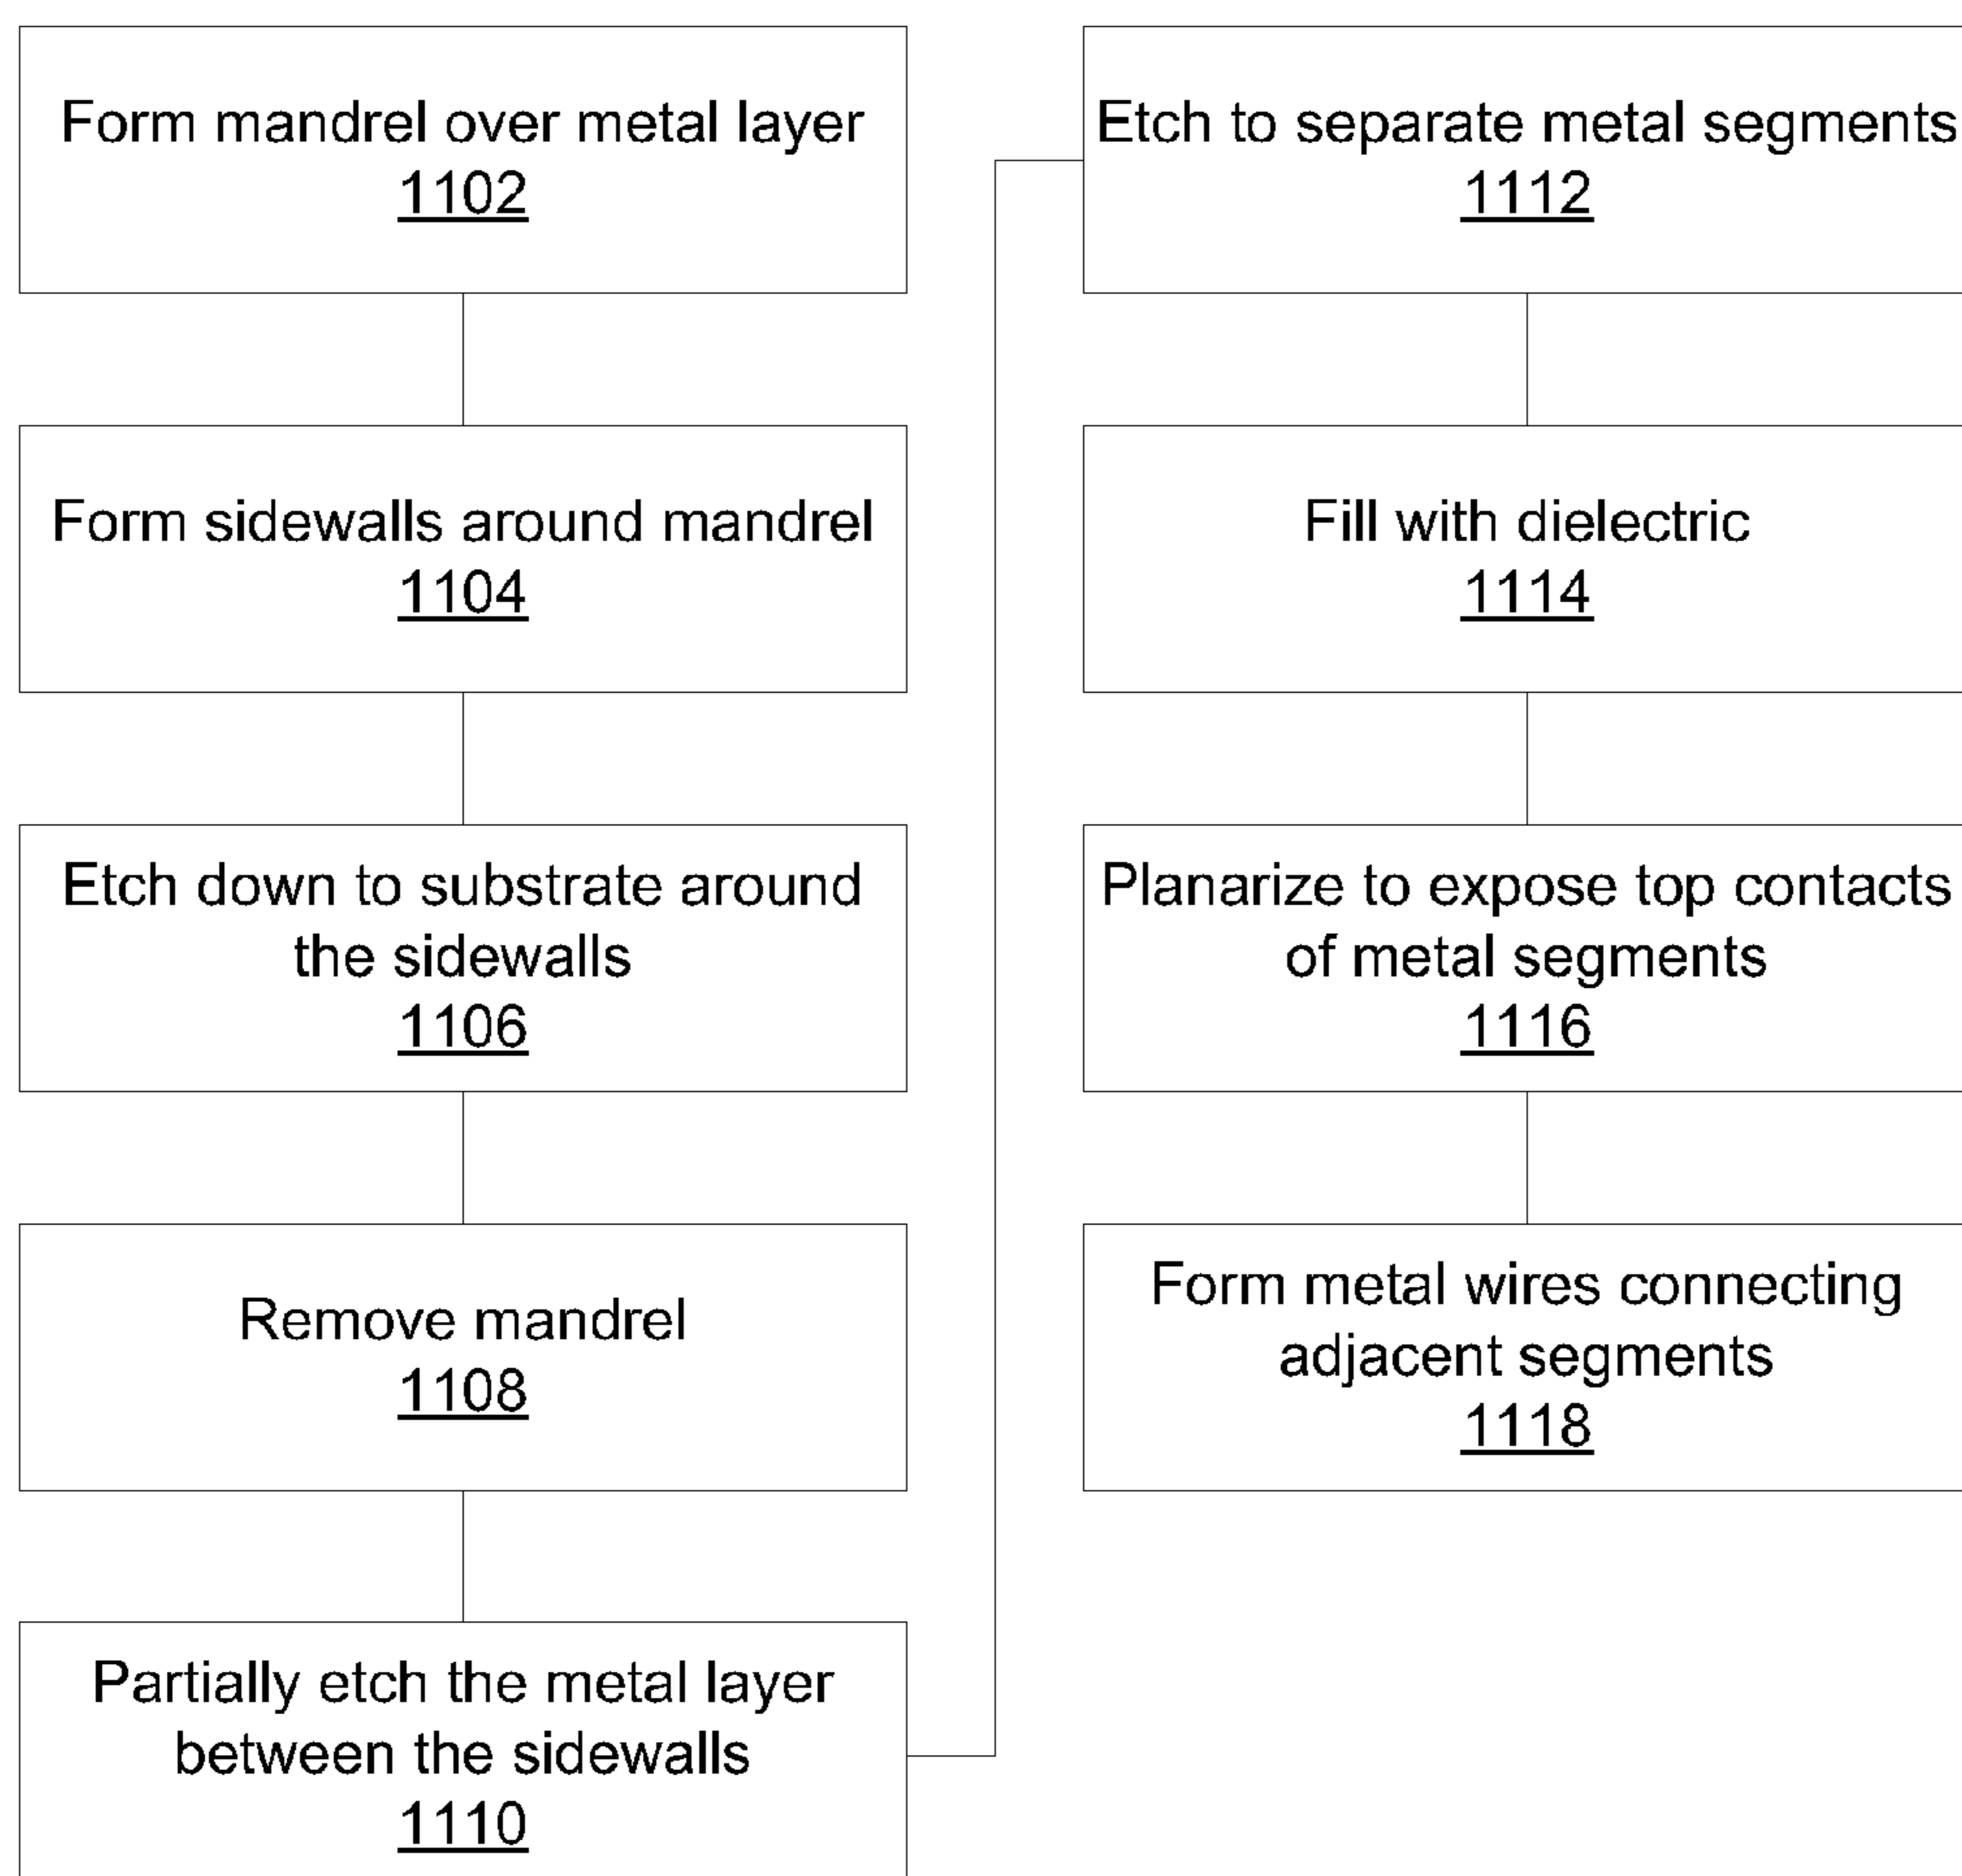 Form mandrel over metal layer
1102
Form sidewalls around mandrel
1104
Etch down to substrate around
the sidewalls
1106
Remove mandrel
1108
Partially etch the metal layer
between the sidewalls
1110
Etch to separate metal segments
1112
Fill with dielectric
1114
Planarize to expose top contacts
of metal segments
1116
Form metal wires connecting
adjacent segments
1118